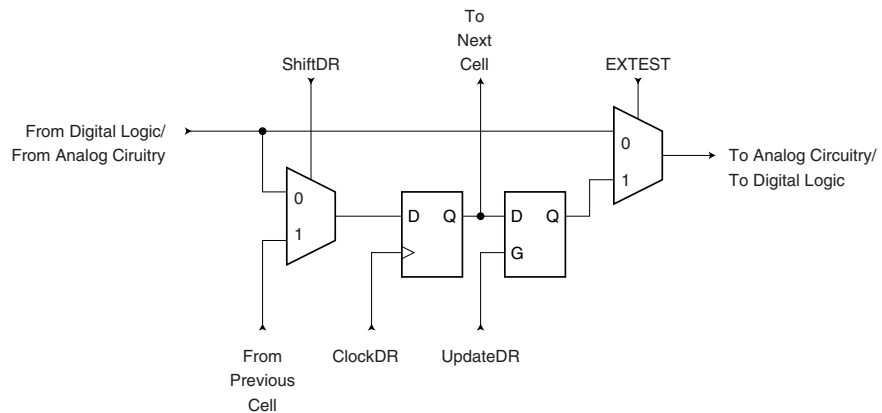 To
Next
Cell
ShiftDR
EXTEST
From Digital Logic/
From Analog Ciruitry
0
1
To Analog Circuitry/
To Digital Logic
0
1
D Q
D Q
G
From
Previous
Cell
ClockDR
UpdateDR